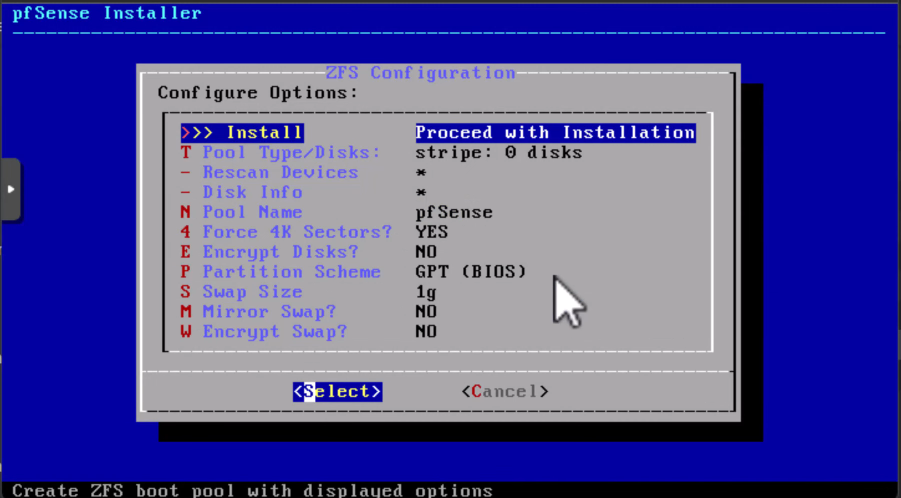 pfSense Installer
ZFS Configuration
Configure Options:
>>> Install Proceed with Installation
T Pool Type/Disks: stripe: 0 disks
- Rescan Devices *
- Disk Info *
N Pool Name pfSense
4 Force 4K Sectors? YES
E Encrypt Disks? NO
P Partition Scheme GPT (BIOS)
S Swap Size 1g
M Mirror Swap? NO
W Encrypt Swap? NO
<Select> <Cancel>
Create ZFS boot pool with displayed options